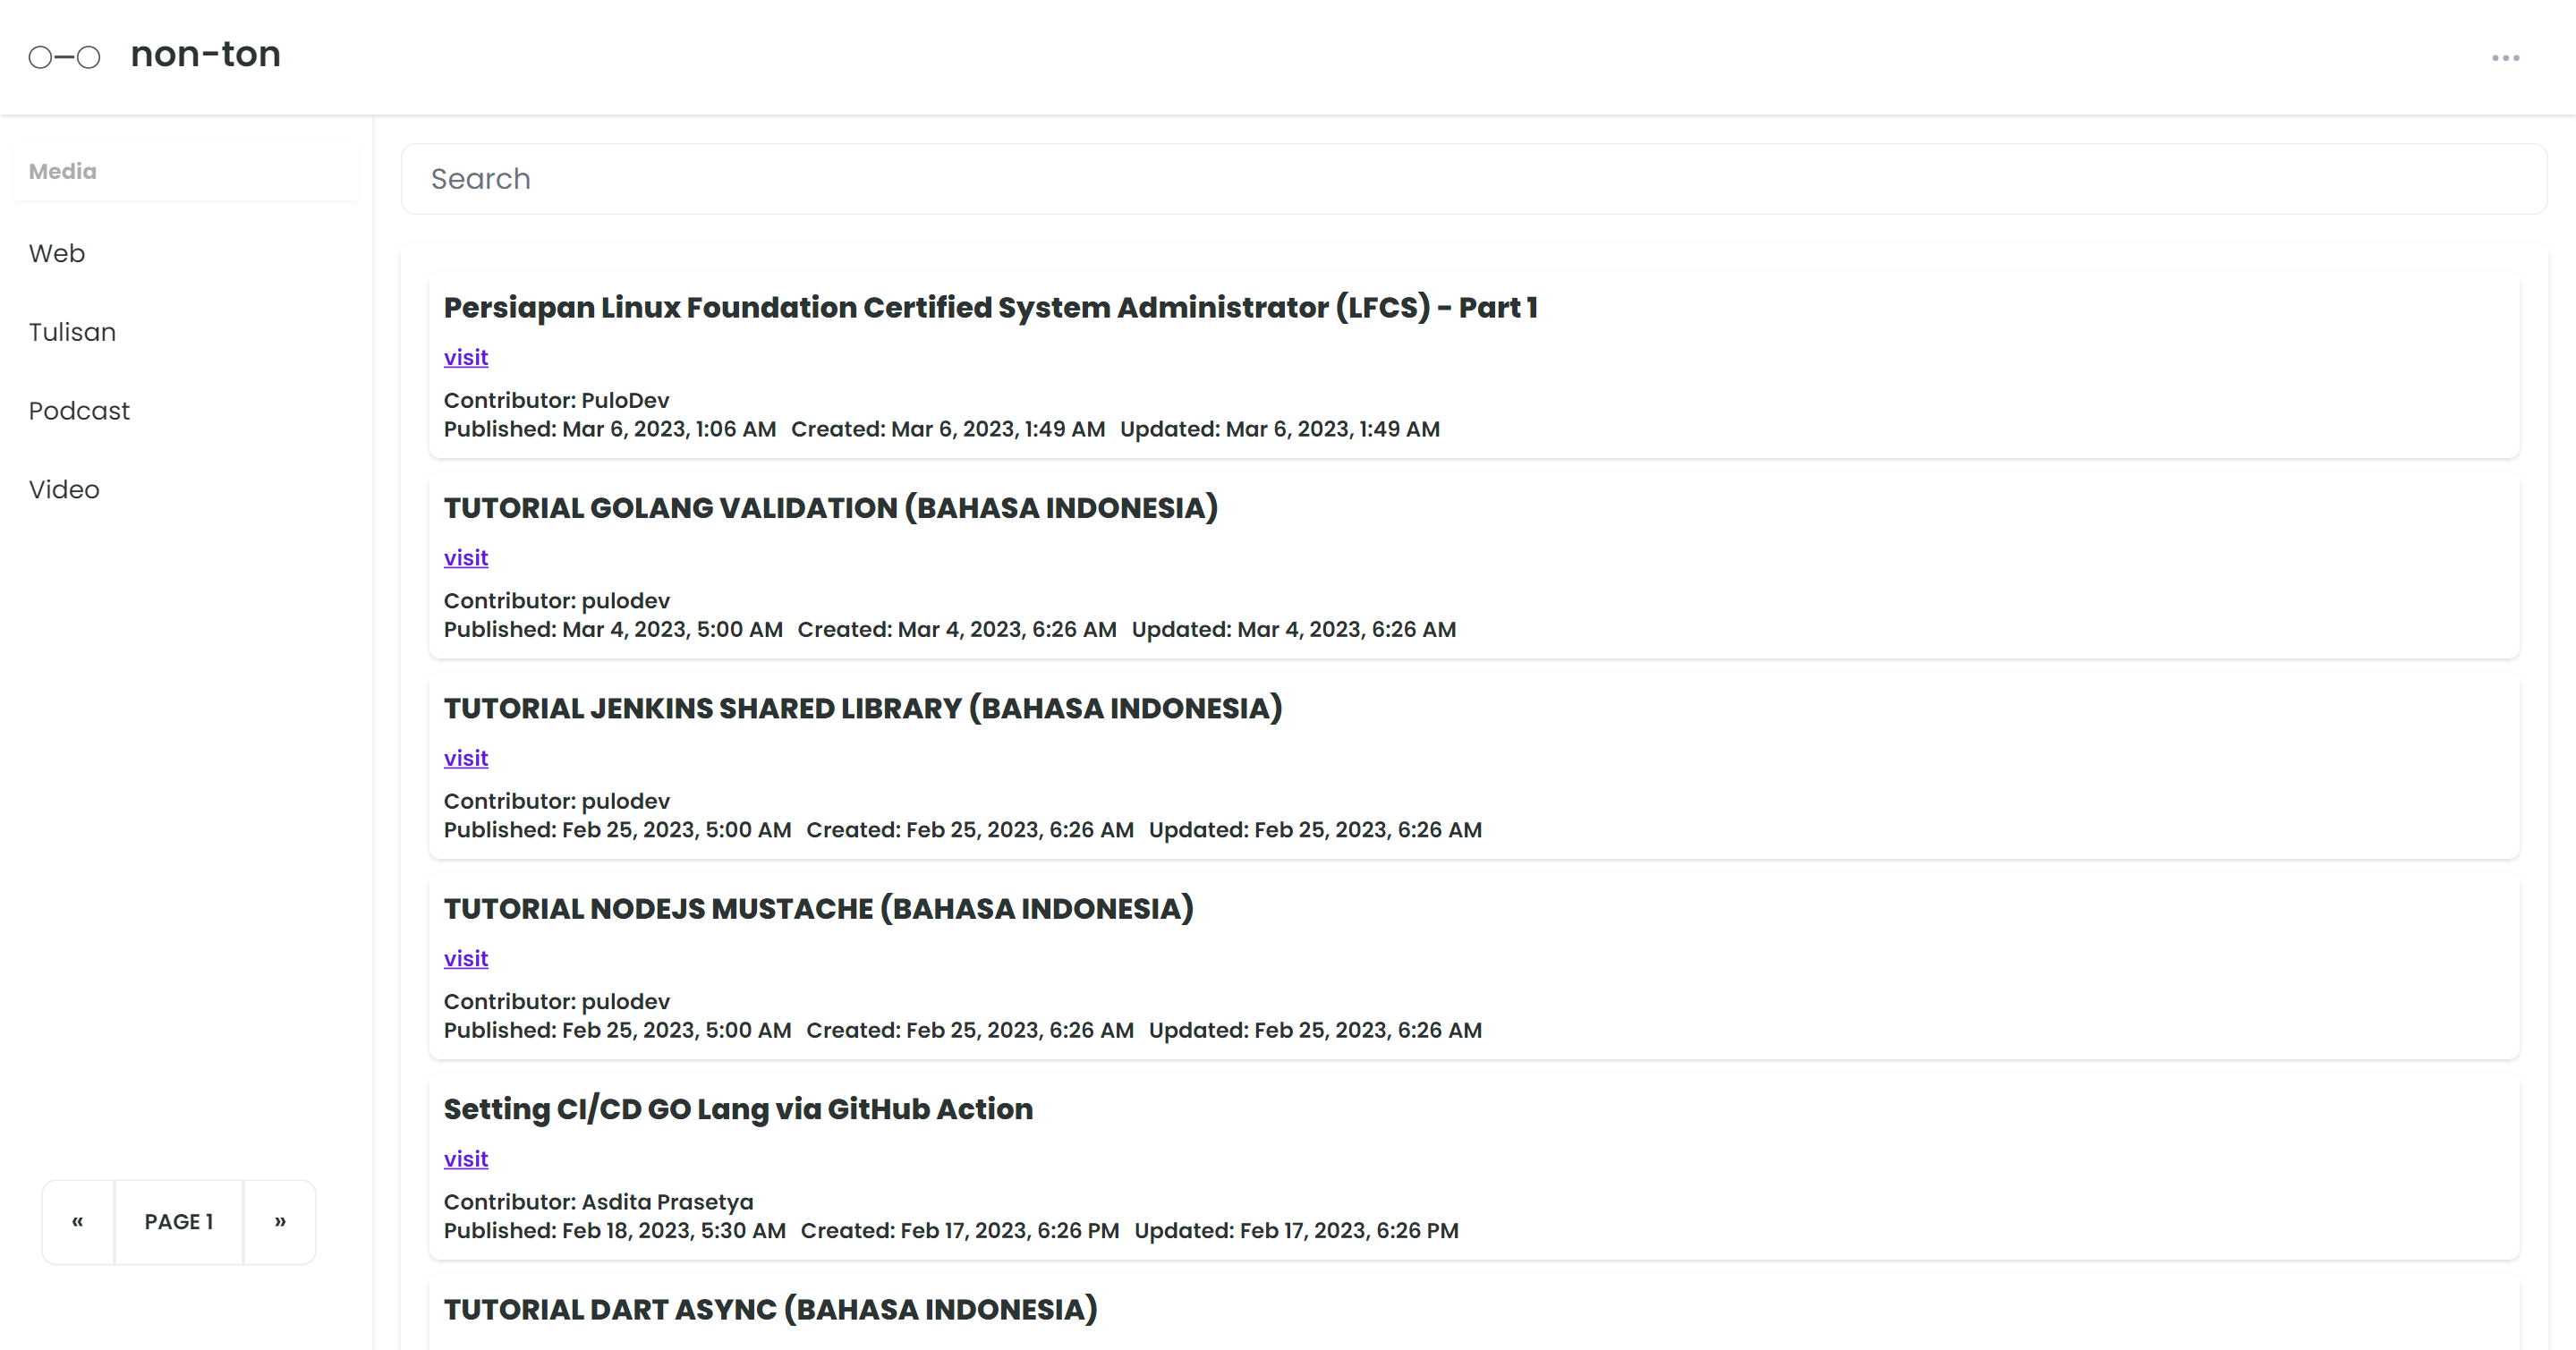 non-ton
Media
Web
Tulisan
Podcast
Video
« PAGE 1 »
Search
Persiapan Linux Foundation Certified System Administrator (LFCS) - Part 1
visit
Contributor: PuloDev
Published: Mar 6, 2023, 1:06 AM Created: Mar 6, 2023, 1:49 AM Updated: Mar 6, 2023, 1:49 AM
TUTORIAL GOLANG VALIDATION (BAHASA INDONESIA)
visit
Contributor: pulodev
Published: Mar 4, 2023, 5:00 AM Created: Mar 4, 2023, 6:26 AM Updated: Mar 4, 2023, 6:26 AM
TUTORIAL JENKINS SHARED LIBRARY (BAHASA INDONESIA)
visit
Contributor: pulodev
Published: Feb 25, 2023, 5:00 AM Created: Feb 25, 2023, 6:26 AM Updated: Feb 25, 2023, 6:26 AM
TUTORIAL NODEJS MUSTACHE (BAHASA INDONESIA)
visit
Contributor: pulodev
Published: Feb 25, 2023, 5:00 AM Created: Feb 25, 2023, 6:26 AM Updated: Feb 25, 2023, 6:26 AM
Setting CI/CD GO Lang via GitHub Action
visit
Contributor: Asdita Prasetya
Published: Feb 18, 2023, 5:30 AM Created: Feb 17, 2023, 6:26 PM Updated: Feb 17, 2023, 6:26 PM
TUTORIAL DART ASYNC (BAHASA INDONESIA)